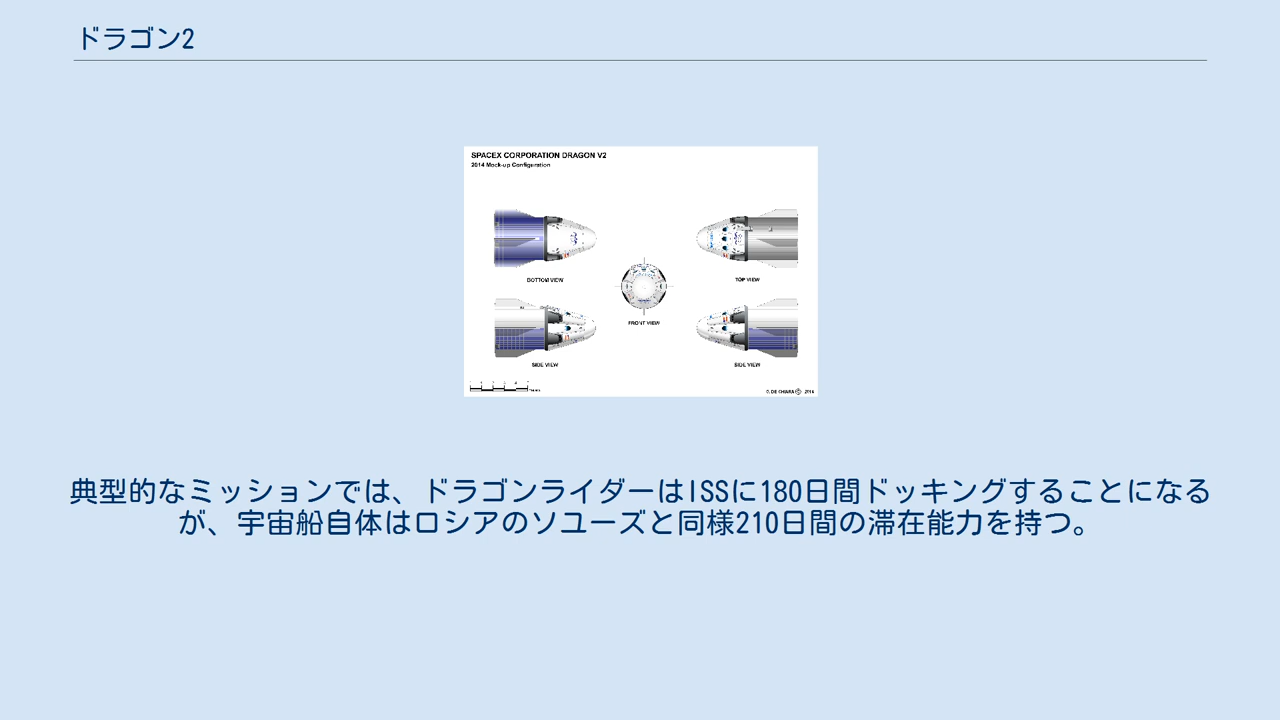 ドラゴン2
SPACEX CORPORATION DRAGON V2
2014 Mock-up Configuration
BOTTOM VIEW
TOP VIEW
FRONT VIEW
SIDE VIEW
SIDE VIEW
O. DE CHIARA 2014
典型的なミッションでは、ドラゴンライダーはISSに180日間ドッキングすることになる
が、宇宙船自体はロシアのソユーズと同様210日間の滞在能力を持つ。